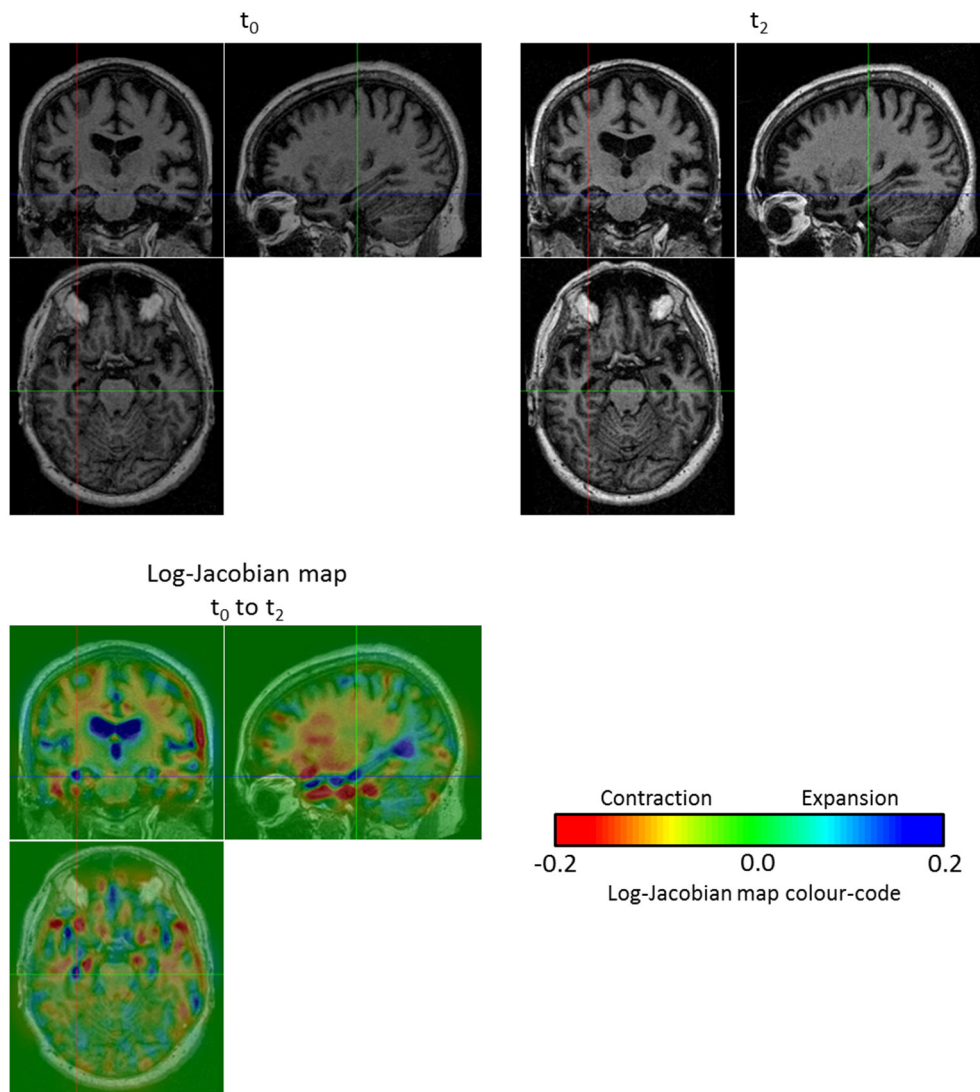 t₀
t₂
Log-Jacobian map
t₀ to t₂
Contraction Expansion
-0.2 0.0 0.2
Log-Jacobian map colour-code